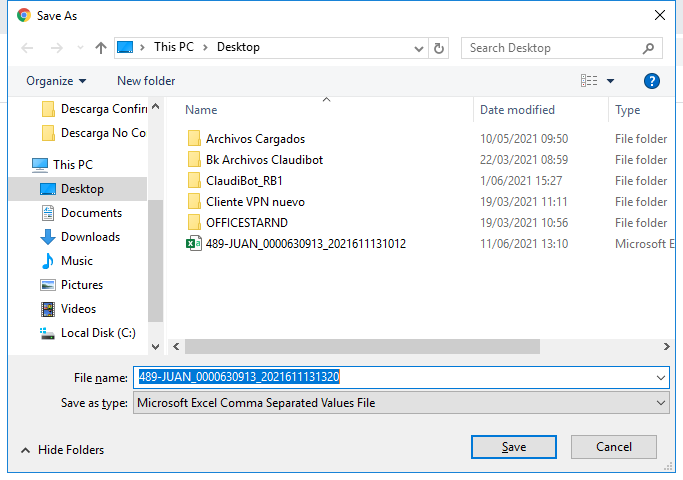 Save As
This PC > Desktop
Search Desktop
Organize
New folder
Descarga Confirr
Descarga No Co
This PC
Desktop
Documents
Downloads
Music
Pictures
Videos
Local Disk (C:)
Name Date modified Type
Archivos Cargados 10/05/2021 09:50 File folder
Bk Archivos Claudibot 22/03/2021 08:59 File folder
ClaudiBot_RB1 1/06/2021 15:27 File folder
Cliente VPN nuevo 19/03/2021 11:11 File folder
OFFICESTARND 19/03/2021 10:56 File folder
489-JUAN_0000630913_2021611131012 11/06/2021 13:10 Microsoft E
File name: 489-JUAN_0000630913_2021611131320
Save as type: Microsoft Excel Comma Separated Values File
Hide Folders
Save
Cancel